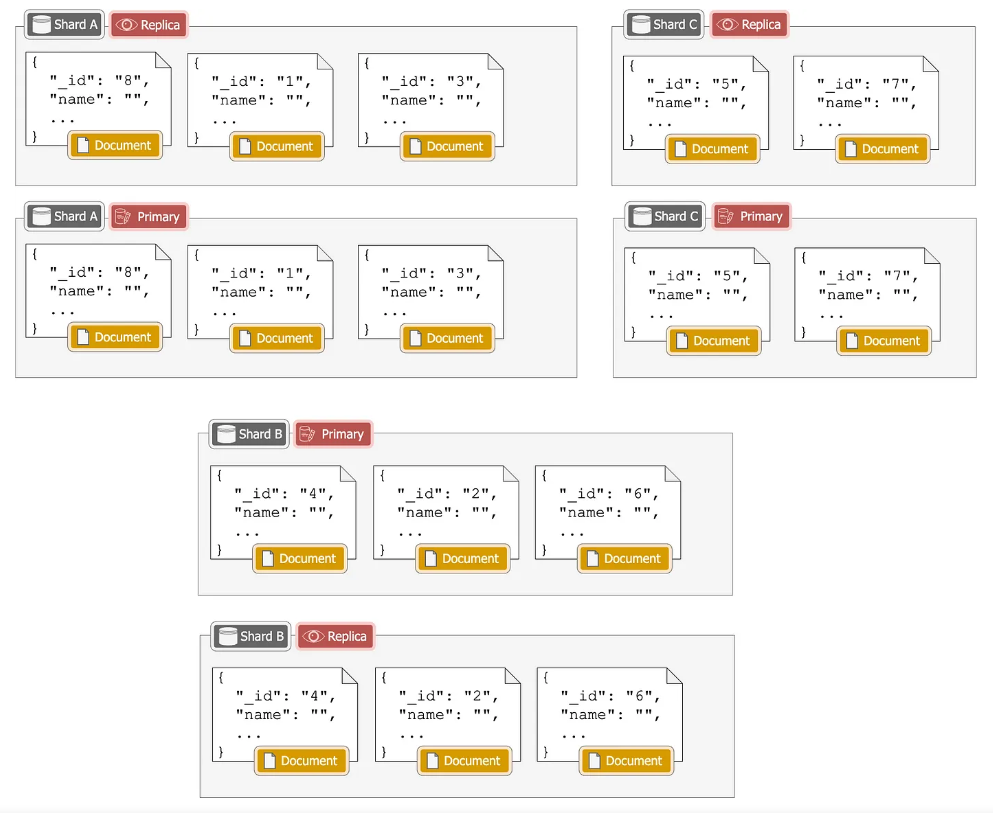 Shard A Replica
{
"_id": "8",
"name": "",
...
}
Document
{
"_id": "1",
"name": "",
...
}
Document
{
"_id": "3",
"name": "",
...
}
Document
Shard C Replica
{
"_id": "5",
"name": "",
...
}
Document
{
"_id": "7",
"name": "",
...
}
Document
Shard A Primary
{
"_id": "8",
"name": "",
...
}
Document
{
"_id": "1",
"name": "",
...
}
Document
{
"_id": "3",
"name": "",
...
}
Document
Shard C Primary
{
"_id": "5",
"name": "",
...
}
Document
{
"_id": "7",
"name": "",
...
}
Document
Shard B Primary
{
"_id": "4",
"name": "",
...
}
Document
{
"_id": "2",
"name": "",
...
}
Document
{
"_id": "6",
"name": "",
...
}
Document
Shard B Replica
{
"_id": "4",
"name": "",
...
}
Document
{
"_id": "2",
"name": "",
...
}
Document
{
"_id": "6",
"name": "",
...
}
Document